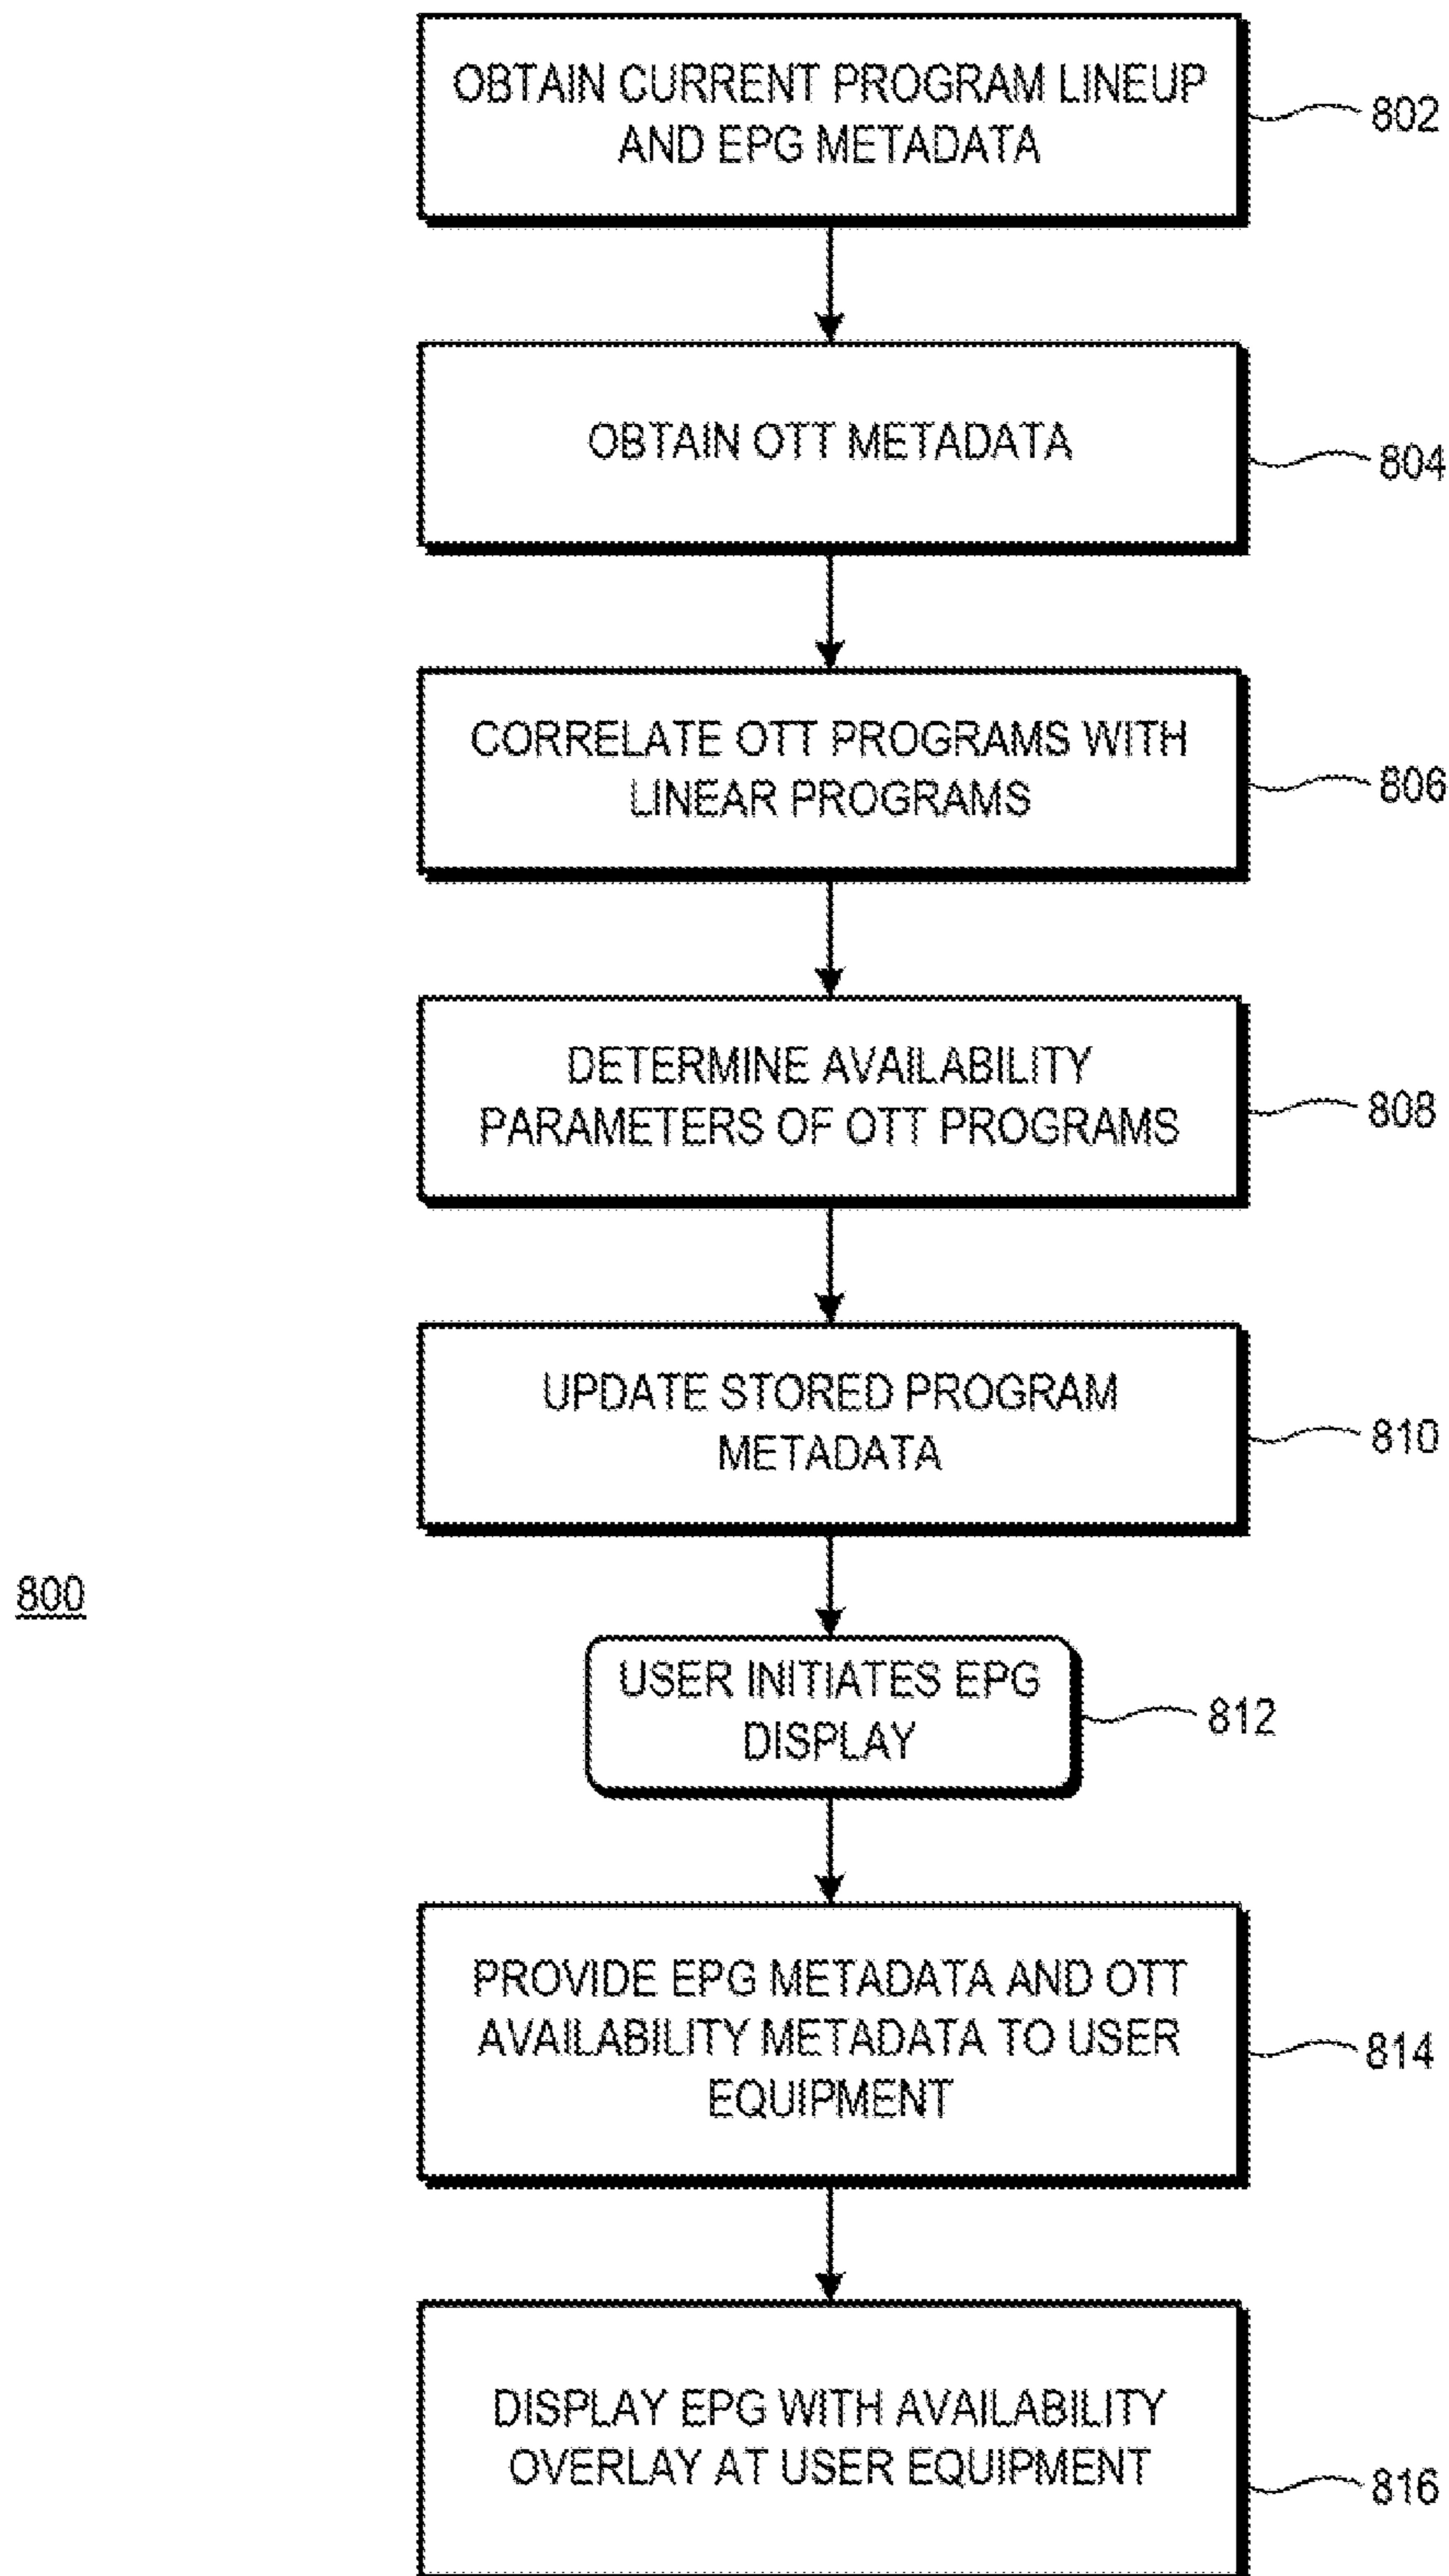 OBTAIN CURRENT PROGRAM LINEUP
AND EPG METADATA
802
OBTAIN OTT METADATA
804
CORRELATE OTT PROGRAMS WITH
LINEAR PROGRAMS
806
DETERMINE AVAILABILITY
PARAMETERS OF OTT PROGRAMS
808
UPDATE STORED PROGRAM
METADATA
810
800
USER INITIATES EPG
DISPLAY
812
PROVIDE EPG METADATA AND OTT
AVAILABILITY METADATA TO USER
EQUIPMENT
814
DISPLAY EPG WITH AVAILABILITY
OVERLAY AT USER EQUIPMENT
816